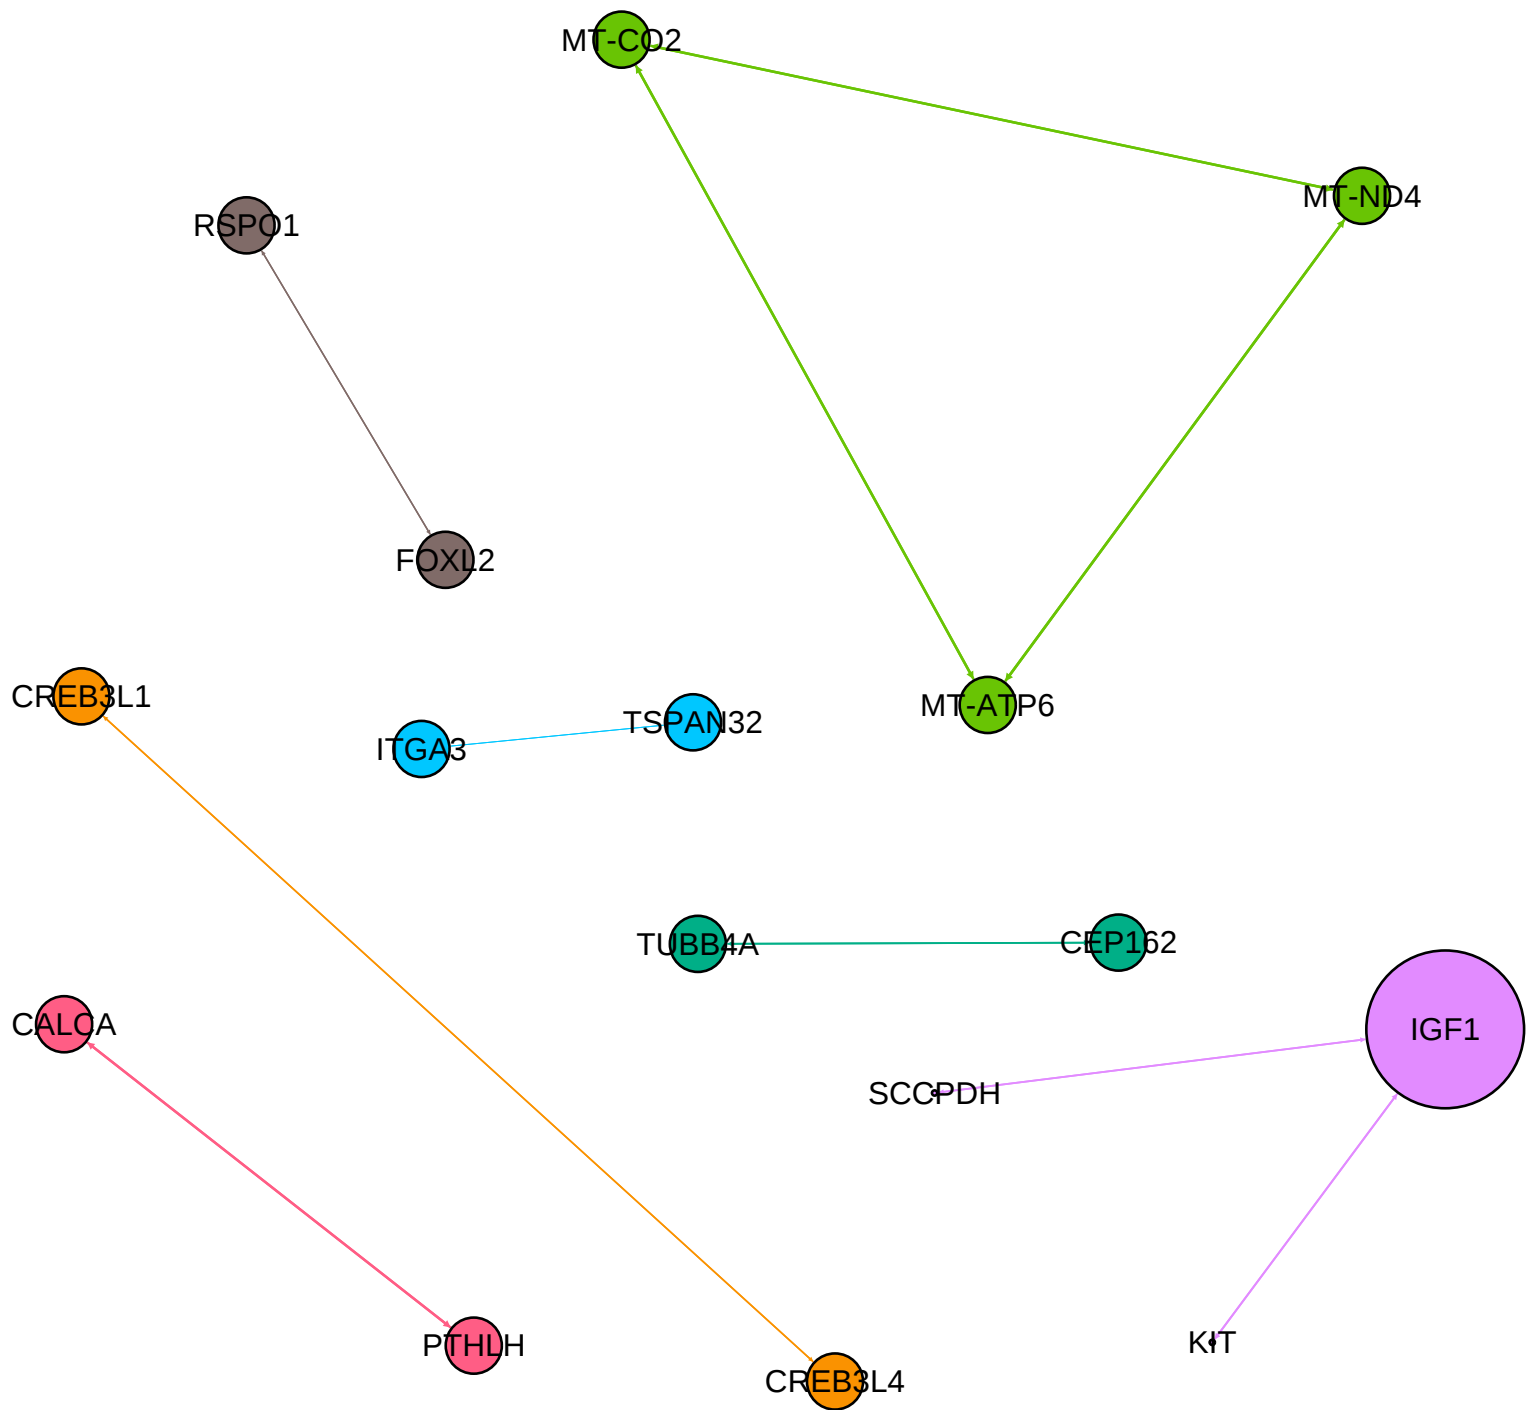 MT-CO2
MT-ND4
RSPO1
FOXL2
CREB3L1
MT-ATP6
TSPAN32
ITGA3
TUBB4A
CEP162
CALCA
IGF1
SCCPDH
KIT
PTHLH
CREB3L4